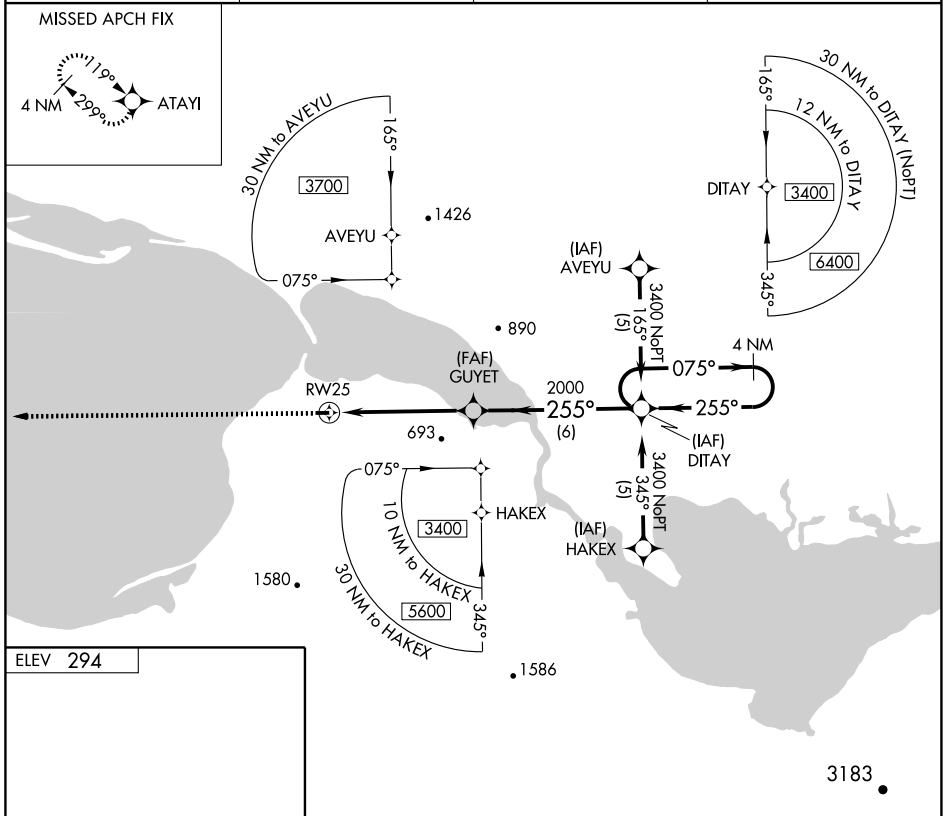 MISSED APCH FIX
119°
4 NM
299°
ATAYI
30 NM to AVEYU
165°
3700
AVEYU
1426
075°
165°
30 NM to DITAY (NoPT)
12 NM to DITAY
DITAY
3400
6400
345°
(IAF)
AVEYU
3400 NoPT
165°
(5)
890
4 NM
075°
(FAF)
GUYET
RW25
2000
255°
(6)
255°
(IAF)
DITAY
693
075°
10 NM to HAKEX
3400
HAKEX
3400 NoPT
345°
(5)
(IAF)
HAKEX
1580
30 NM to HAKEX
5600
345°
ELEV 294
1586
3183